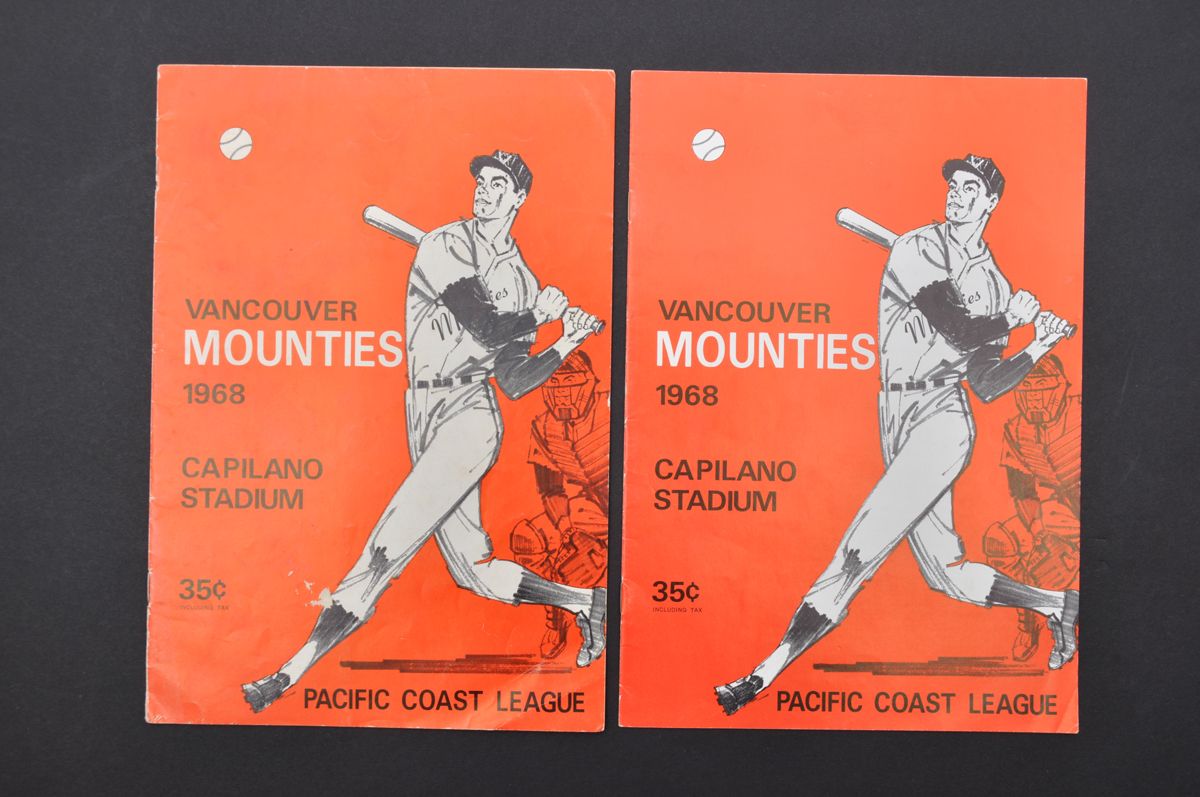 VANCOUVER
MOUNTIES
1968
CAPILANO
STADIUM
35¢
INCLUDING TAX
PACIFIC COAST LEAGUE
VANCOUVER
MOUNTIES
1968
CAPILANO
STADIUM
35¢
INCLUDING TAX
PACIFIC COAST LEAGUE